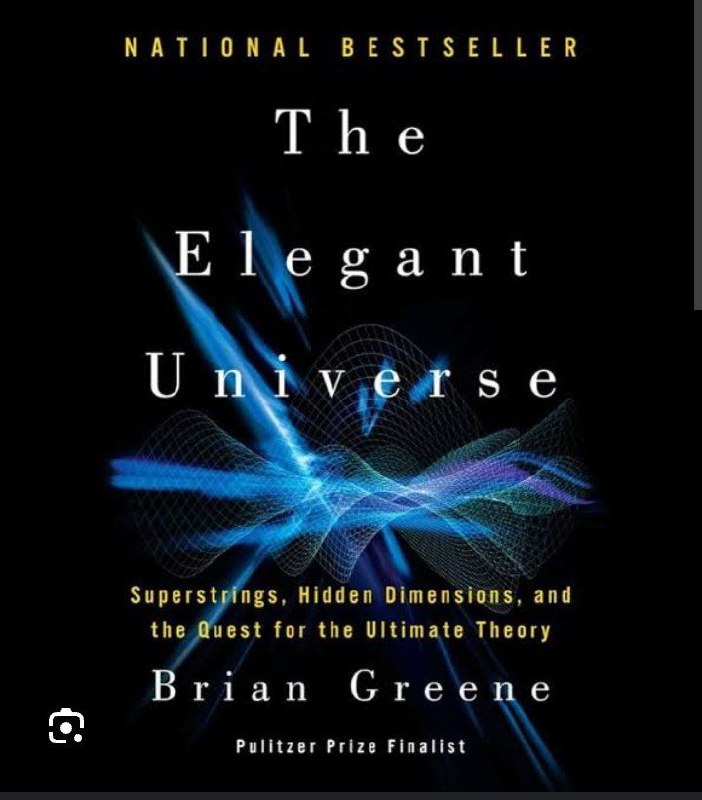 NATIONAL BESTSELLER
The
Elegant
Universe
Superstrings, Hidden Dimensions, and
the Quest for the Ultimate Theory
Brian Greene
Pulitzer Prize Finalist